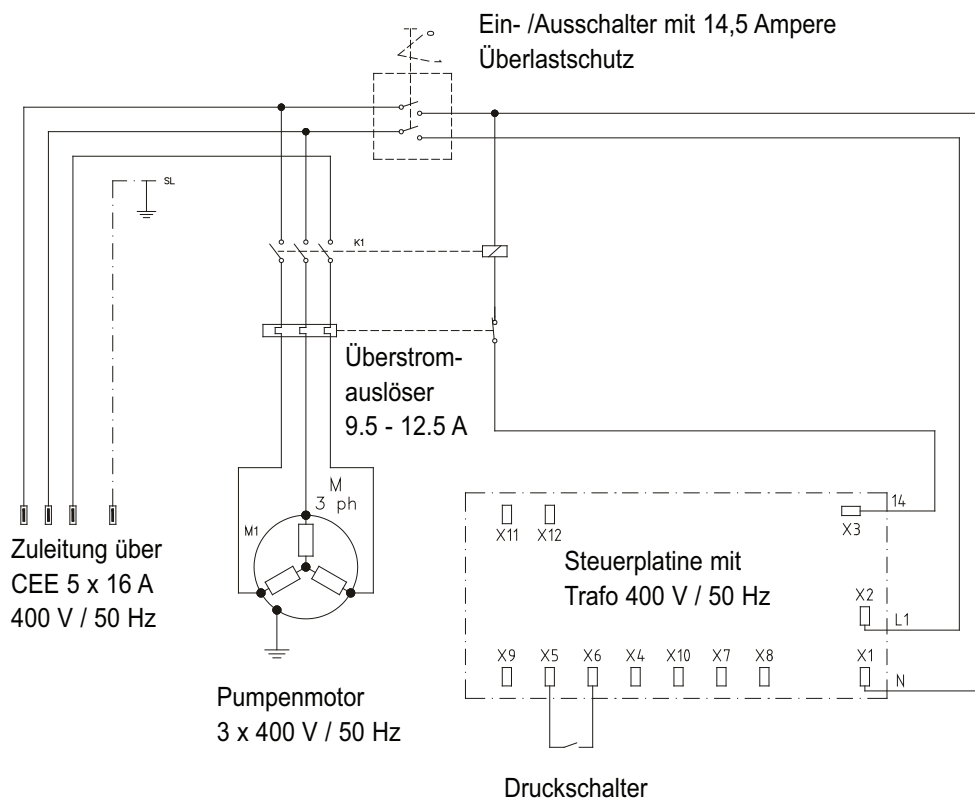 Ein- /Ausschalter mit 14,5 Ampere
Überlastschutz
0
1
SL
K1
Überstrom-
auslöser
9.5 - 12.5 A
M
3 ph
M1
Zuleitung über
CEE 5 x 16 A
400 V / 50 Hz
Pumpenmotor
3 x 400 V / 50 Hz
14
X11 X12 X3
Steuerplatine mit
Trafo 400 V / 50 Hz
X2
L1
X9 X5 X6 X4 X10 X7 X8 X1
N
Druckschalter